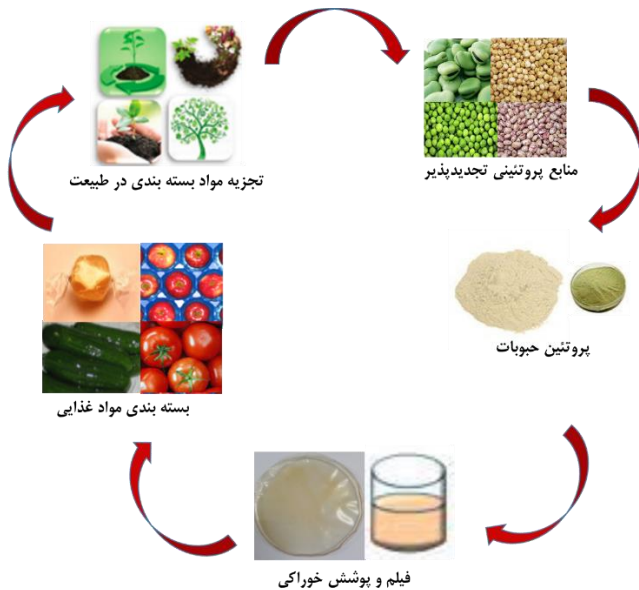 تجزیه مواد بسته بندی در طبیعت
منابع پروتئینی تجدیدپذیر
پروتئین حبوبات
فیلم و پوشش خوراکی
بسته بندی مواد غذایی